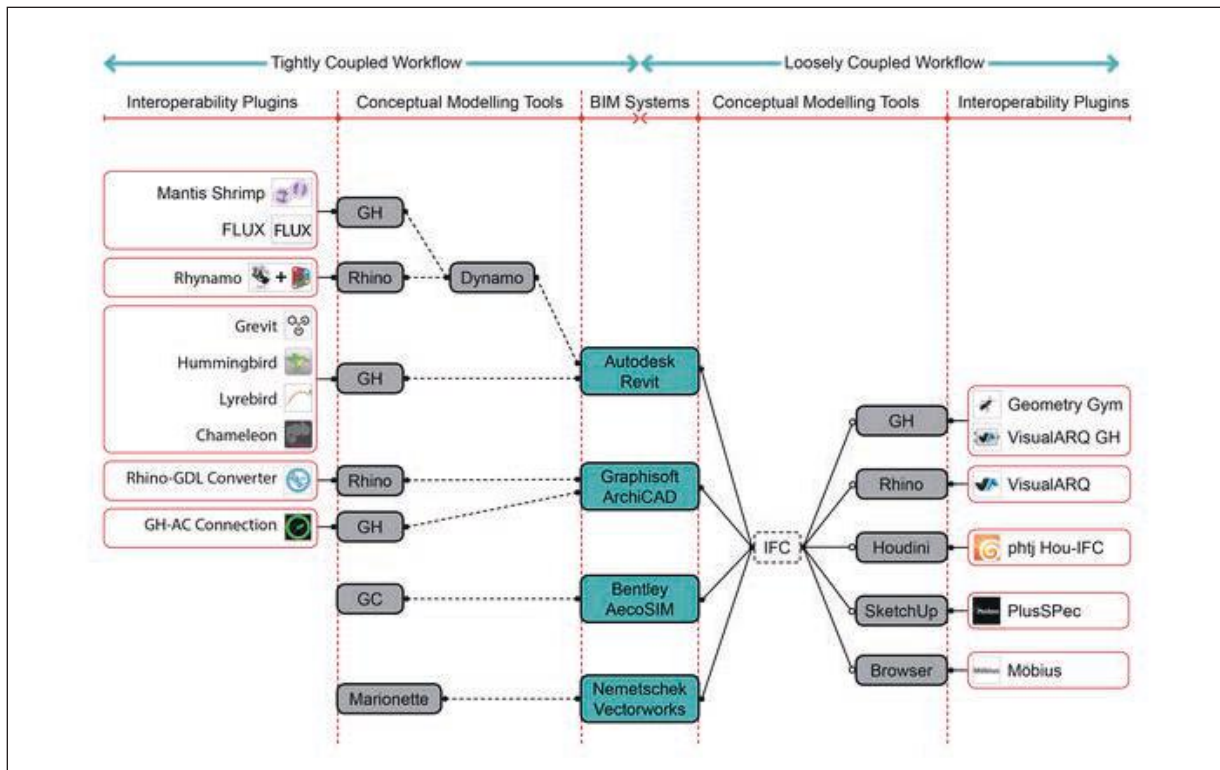 Tightly Coupled Workflow
Loosely Coupled Workflow
Interoperability Plugins
Conceptual Modelling Tools
BIM Systems
Conceptual Modelling Tools
Interoperability Plugins
Mantis Shrimp
FLUX FLUX
GH
Rhynamo +
Rhino
Dynamo
Grevit
Hummingbird
Lyrebird
Chameleon
GH
Autodesk
Revit
Rhino-GDL Converter
Rhino
Graphisoft
ArchiCAD
GH-AC Connection
GH
GC
Bentley
AecoSIM
Marionette
Nemetschek
Vectorworks
IFC
GH
Geometry Gym
VisualARQ GH
Rhino
VisualARQ
Houdini
phtj Hou-IFC
SketchUp
PlusSPec
Browser
Möbius